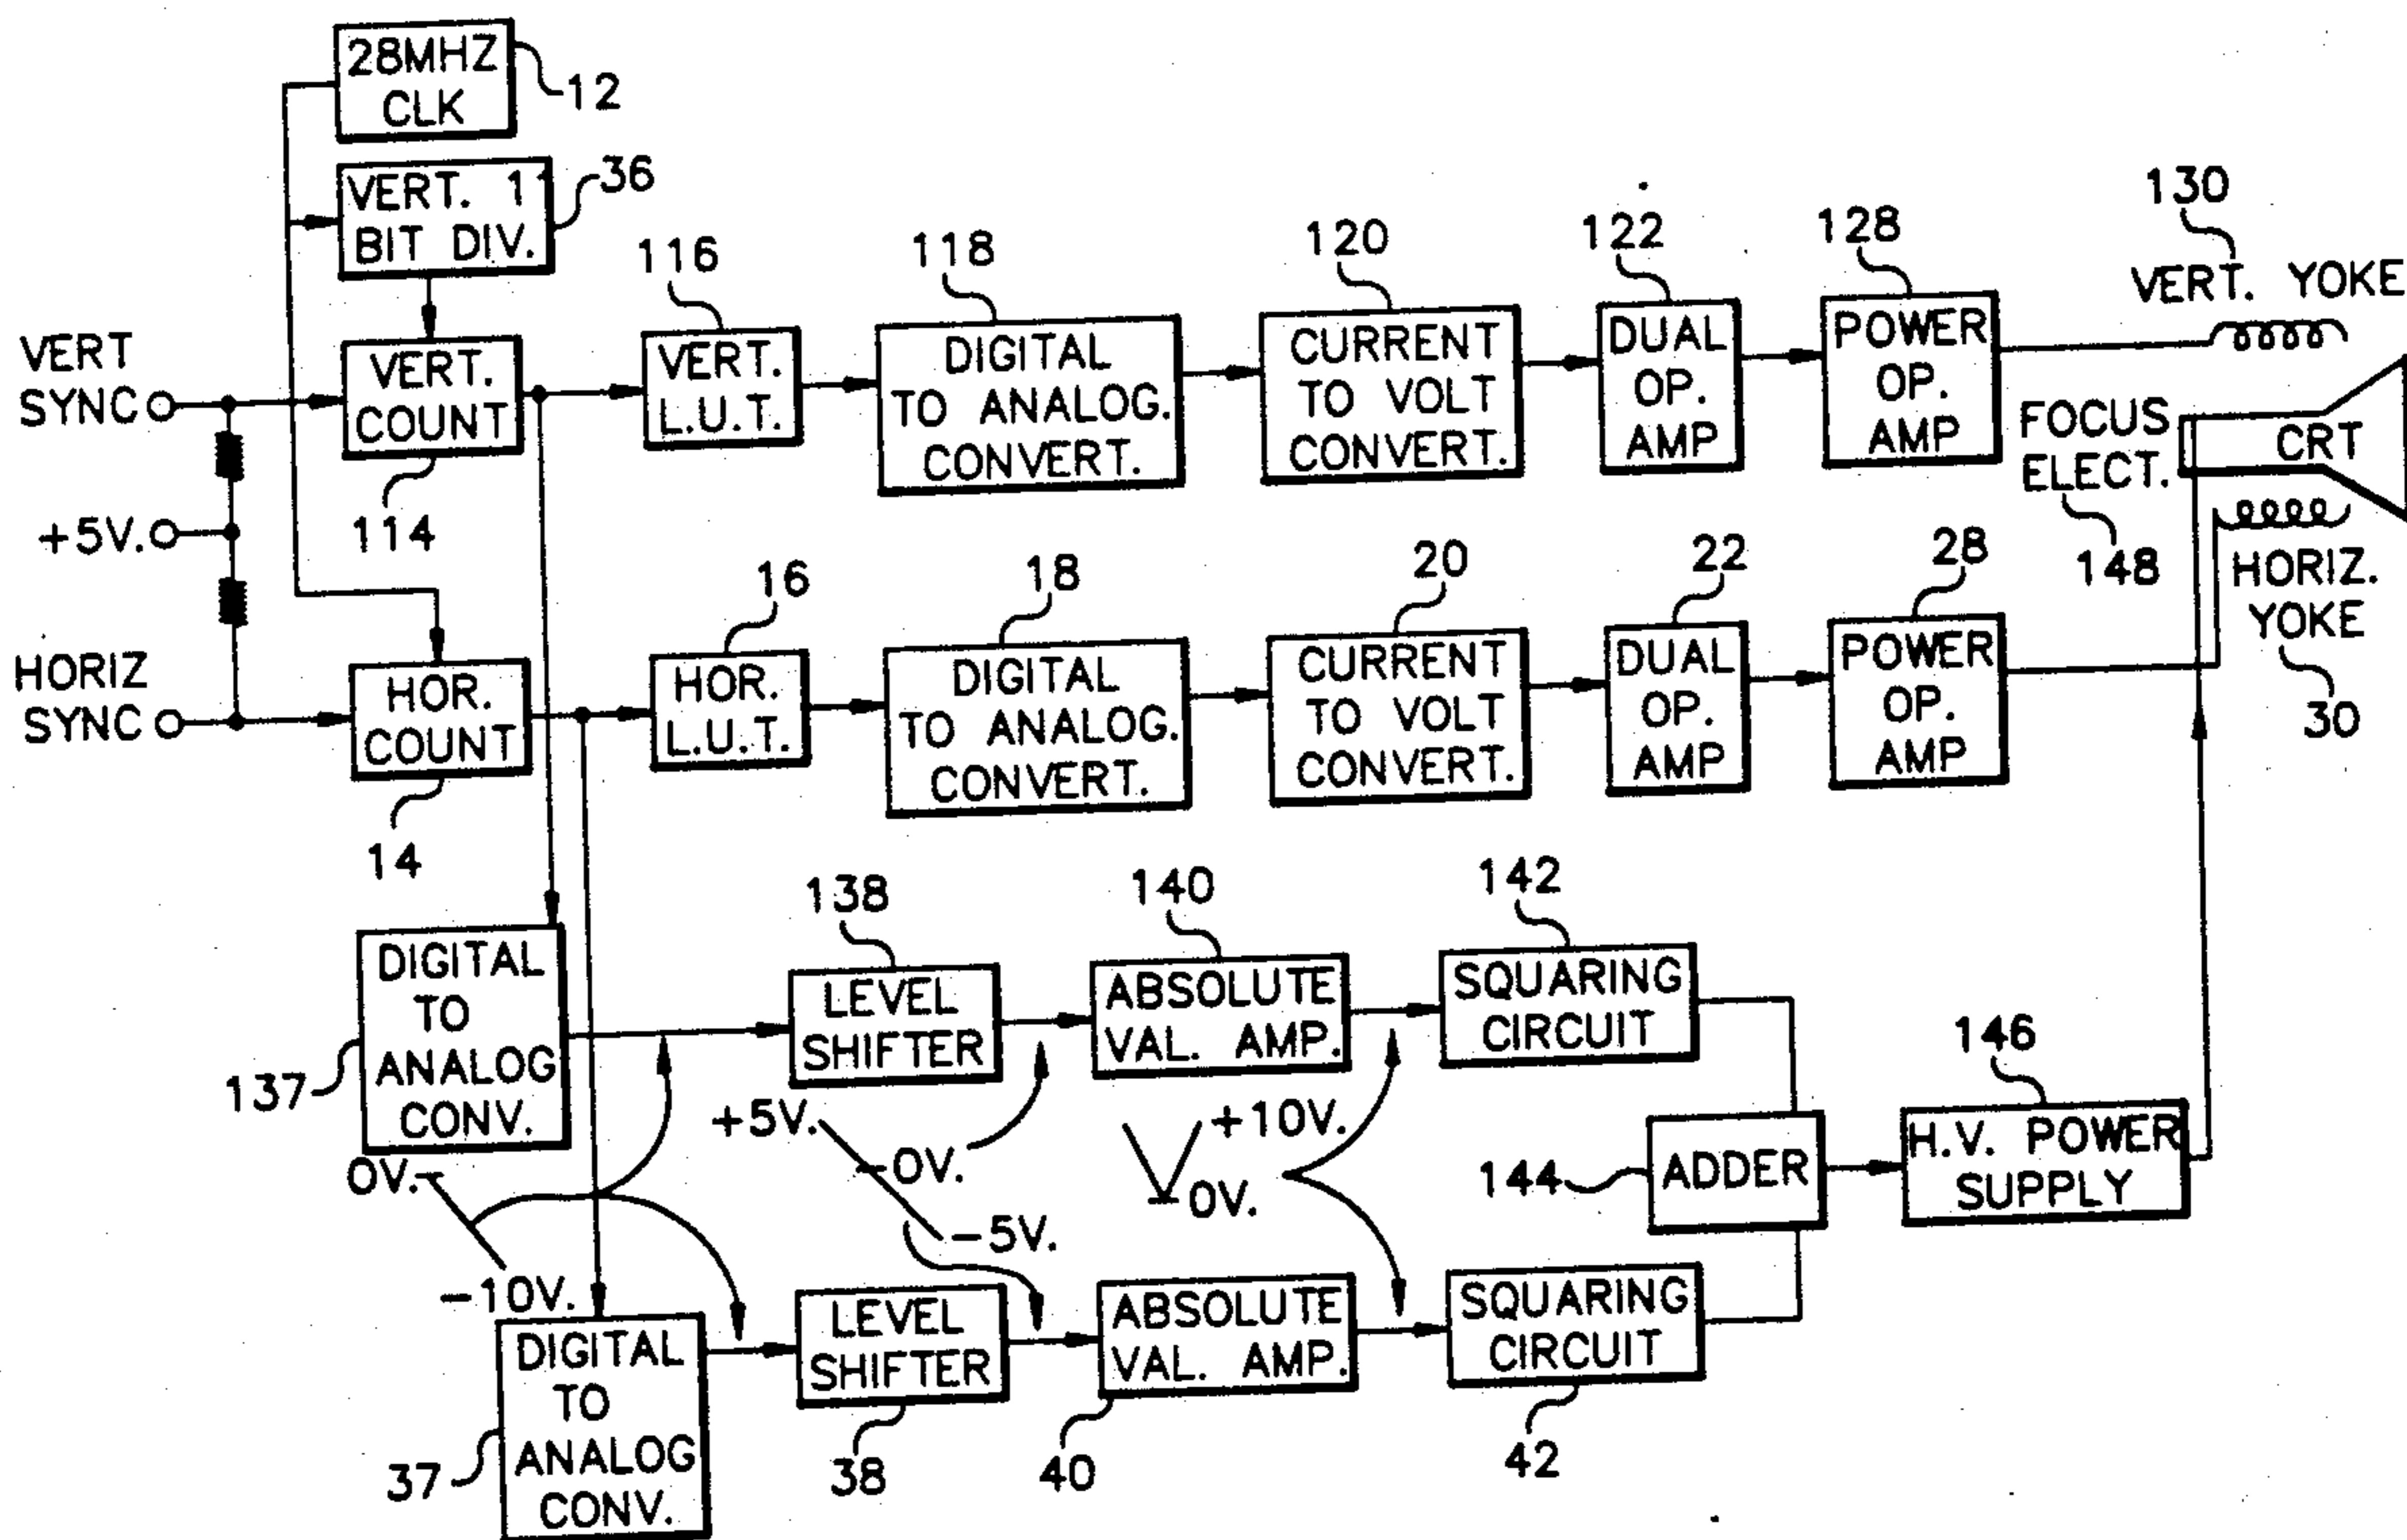 28MHZ
CLK
12
VERT. 11
BIT DIV.
36
VERT
SYNC
VERT.
COUNT
114
116
VERT.
L.U.T.
118
DIGITAL
TO ANALOG.
CONVERT.
120
CURRENT
TO VOLT
CONVERT.
122
DUAL
OP.
AMP
128
POWER
OP.
AMP
130
VERT. YOKE
FOCUS
ELECT.
148
CRT
HORIZ.
YOKE
30
+5V.
HORIZ
SYNC
HOR.
COUNT
14
16
HOR.
L.U.T.
18
DIGITAL
TO ANALOG.
CONVERT.
20
CURRENT
TO VOLT
CONVERT.
22
DUAL
OP.
AMP
28
POWER
OP.
AMP
DIGITAL
TO
ANALOG
CONV.
137
138
LEVEL
SHIFTER
140
ABSOLUTE
VAL. AMP.
142
SQUARING
CIRCUIT
0V.
-10V.
+5V.
-0V.
-5V.
+10V.
0V.
144
ADDER
146
H.V. POWER
SUPPLY
DIGITAL
TO
ANALOG
CONV.
37
LEVEL
SHIFTER
38
ABSOLUTE
VAL. AMP.
40
SQUARING
CIRCUIT
42